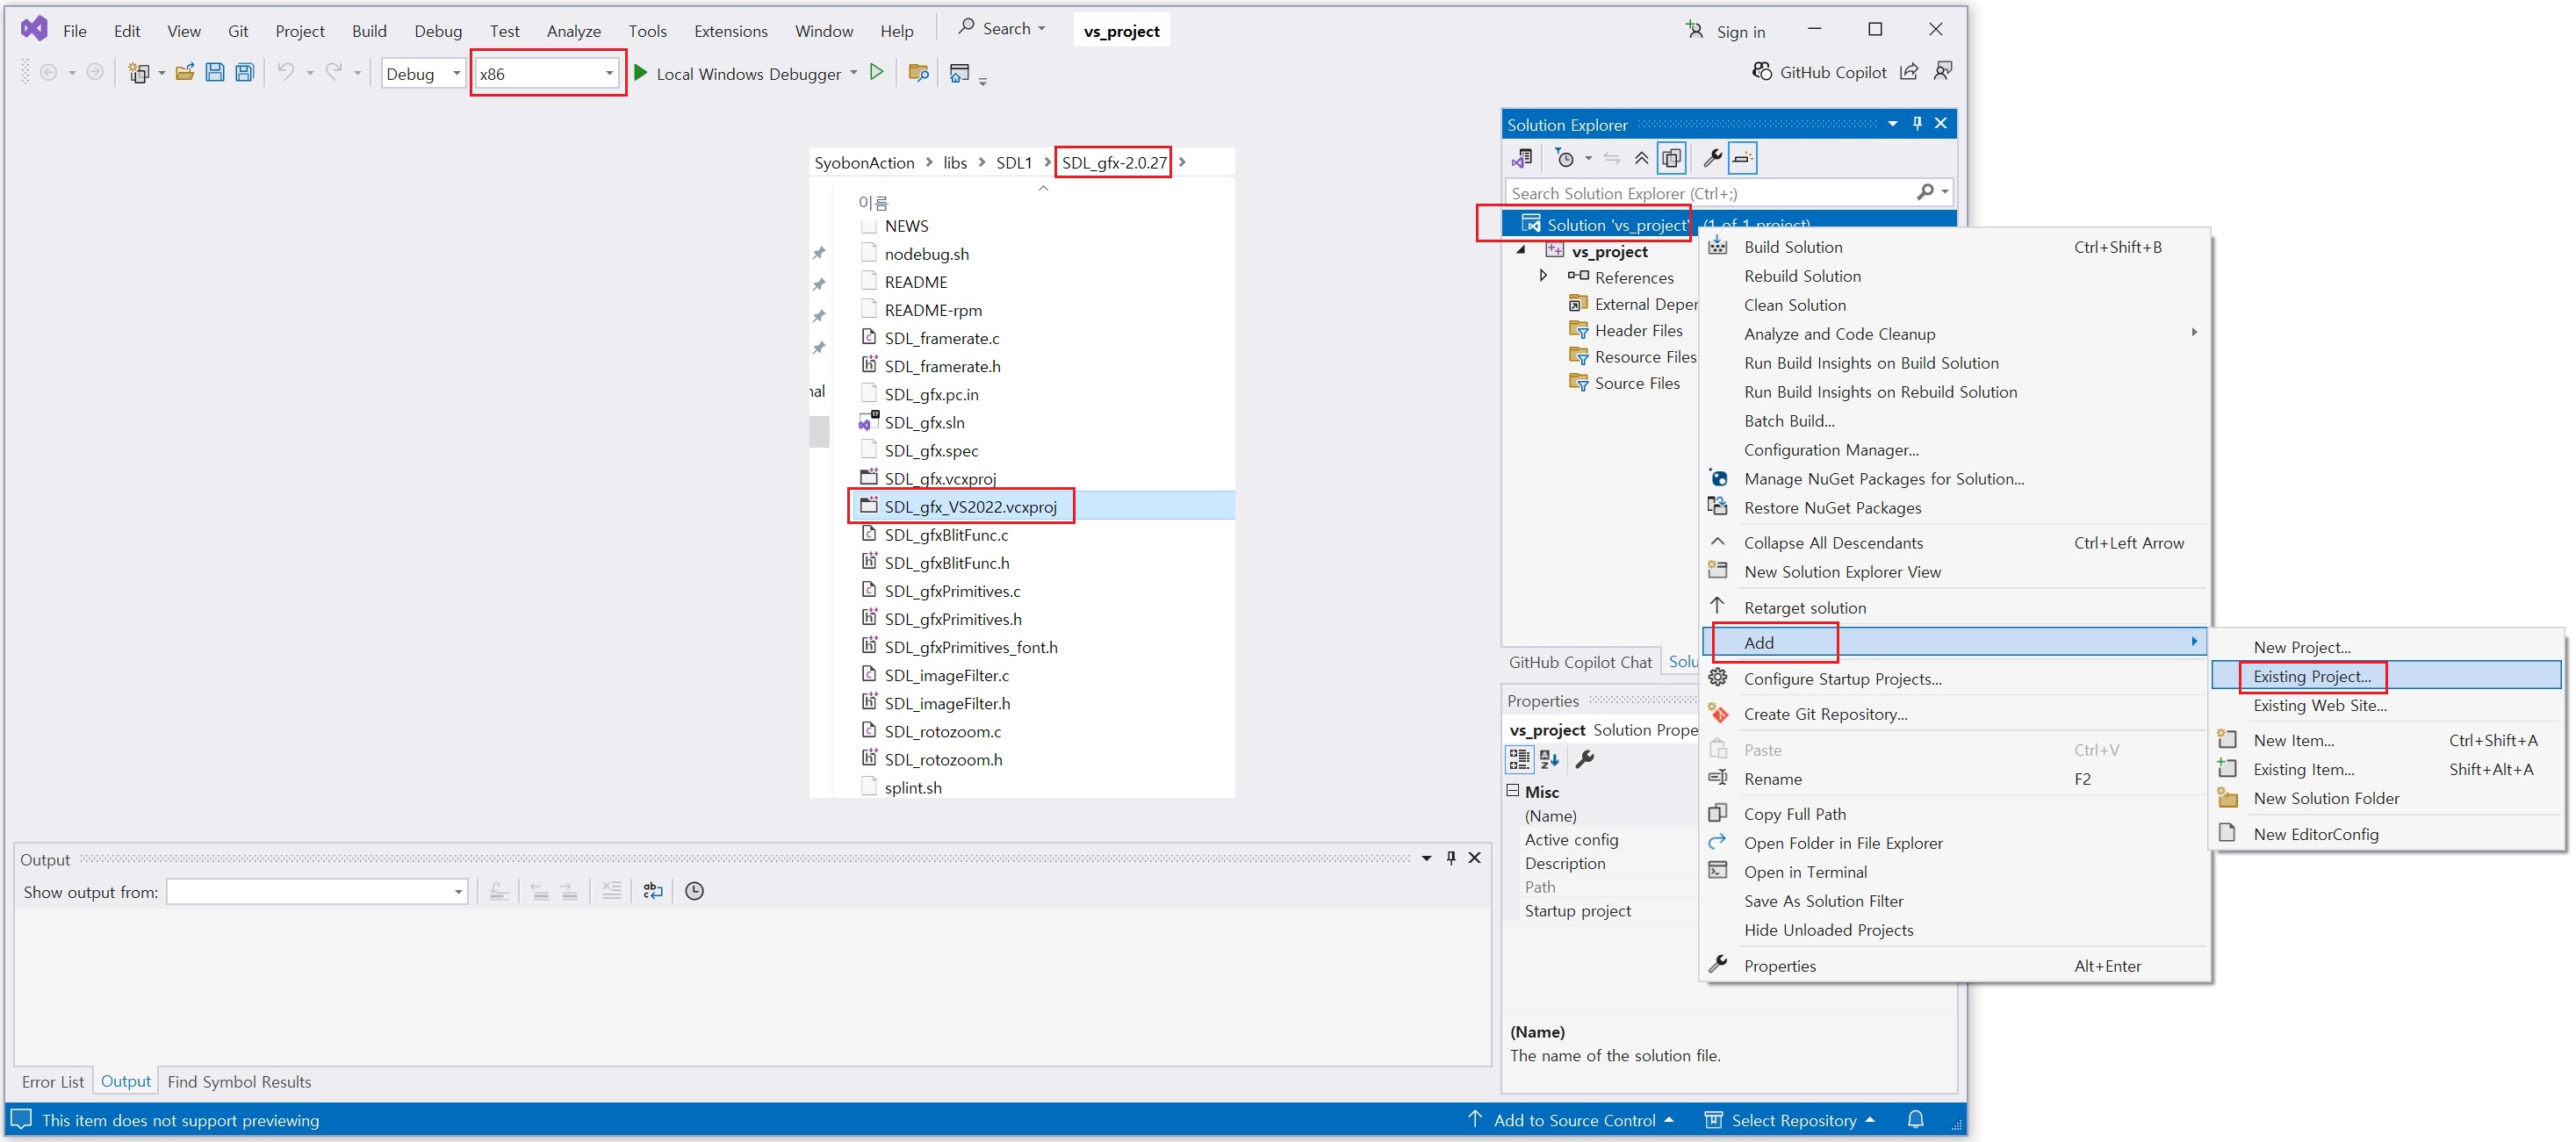 File Edit View Git Project Build Debug Test Analyze Tools Extensions Window Help Search vs_project Sign in
Debug x86 Local Windows Debugger GitHub Copilot
SyobonAction libs SDL1 SDL_gfx-2.0.27
이름
NEWS
nodebug.sh
README
README-rpm
SDL_framerate.c
SDL_framerate.h
SDL_gfx.pc.in
SDL_gfx.sln
SDL_gfx.spec
SDL_gfx.vcxproj
SDL_gfx_VS2022.vcxproj
SDL_gfxBlitFunc.c
SDL_gfxBlitFunc.h
SDL_gfxPrimitives.c
SDL_gfxPrimitives.h
SDL_gfxPrimitives_font.h
SDL_imageFilter.c
SDL_imageFilter.h
SDL_rotozoom.c
SDL_rotozoom.h
splint.sh
Solution Explorer
Search Solution Explorer (Ctrl+;)
Solution 'vs_project' (1 of 1 project)
vs_project
References
External Deper
Header Files
Resource Files
Source Files
GitHub Copilot Chat Solu
Properties
vs_project Solution Prope
Misc
(Name)
Active config
Description
Path
Startup project
(Name)
The name of the solution file.
Build Solution Ctrl+Shift+B
Rebuild Solution
Clean Solution
Analyze and Code Cleanup
Run Build Insights on Build Solution
Run Build Insights on Rebuild Solution
Batch Build...
Configuration Manager...
Manage NuGet Packages for Solution...
Restore NuGet Packages
Collapse All Descendants Ctrl+Left Arrow
New Solution Explorer View
Retarget solution
Add
Configure Startup Projects...
Create Git Repository...
Paste Ctrl+V
Rename F2
Copy Full Path
Open Folder in File Explorer
Open in Terminal
Save As Solution Filter
Hide Unloaded Projects
Properties Alt+Enter
New Project...
Existing Project...
Existing Web Site...
New Item... Ctrl+Shift+A
Existing Item... Shift+Alt+A
New Solution Folder
New EditorConfig
Output
Show output from:
Error List Output Find Symbol Results
This item does not support previewing Add to Source Control Select Repository